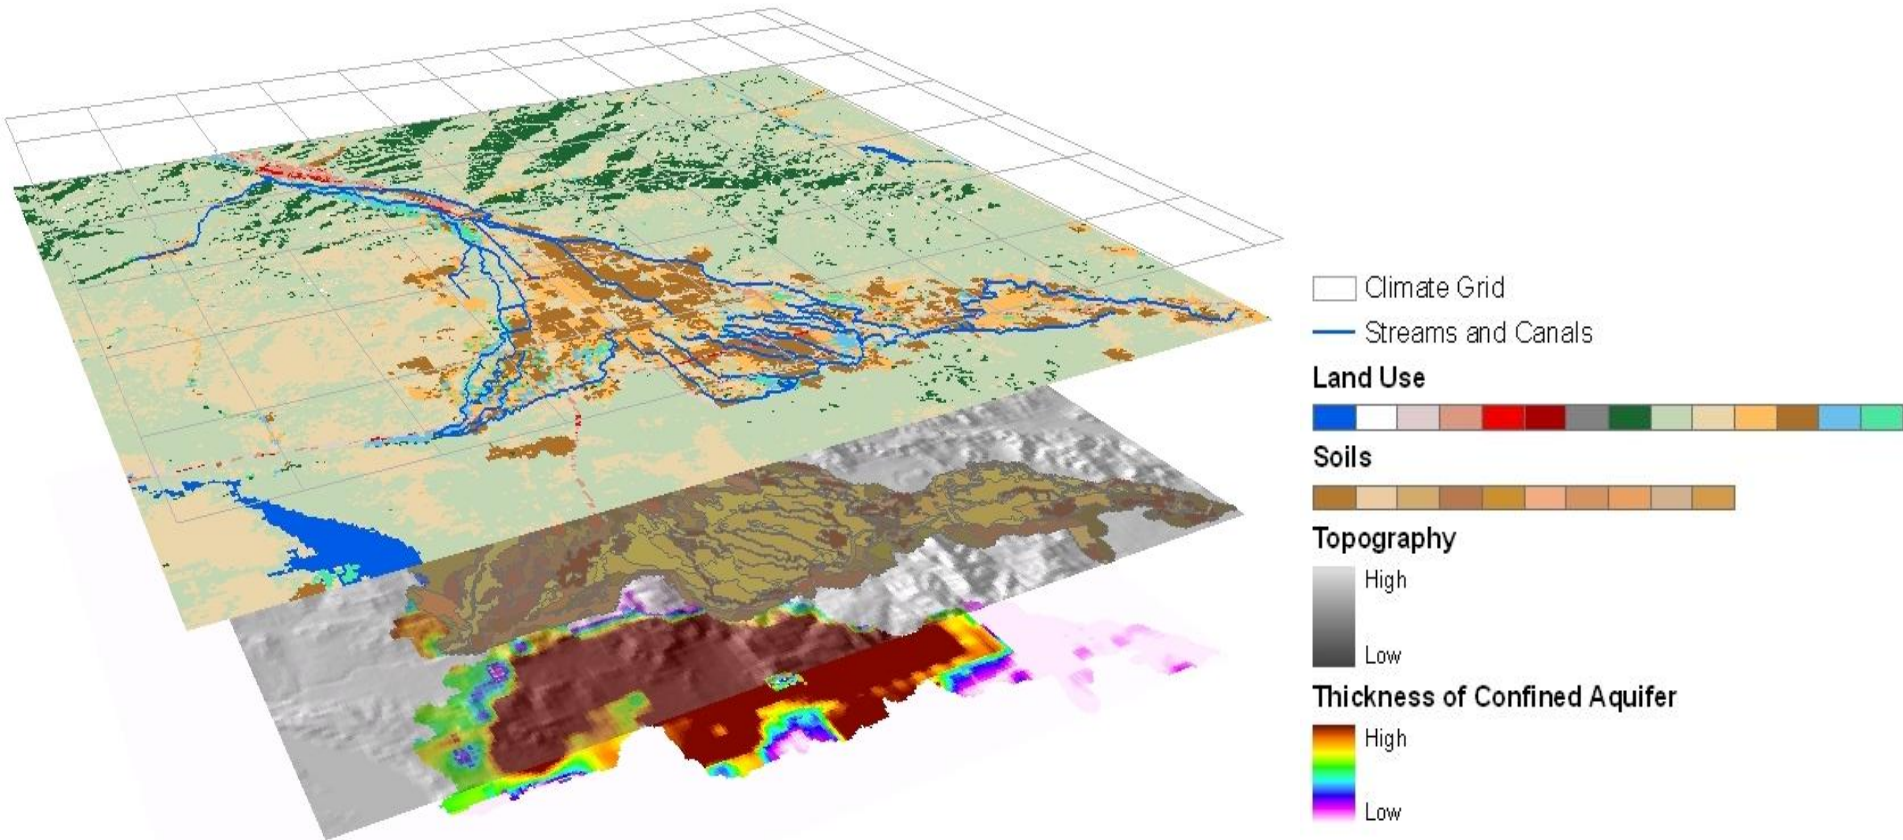 Climate Grid
Streams and Canals
Land Use
Soils
Topography
High
Low
Thickness of Confined Aquifer
High
Low